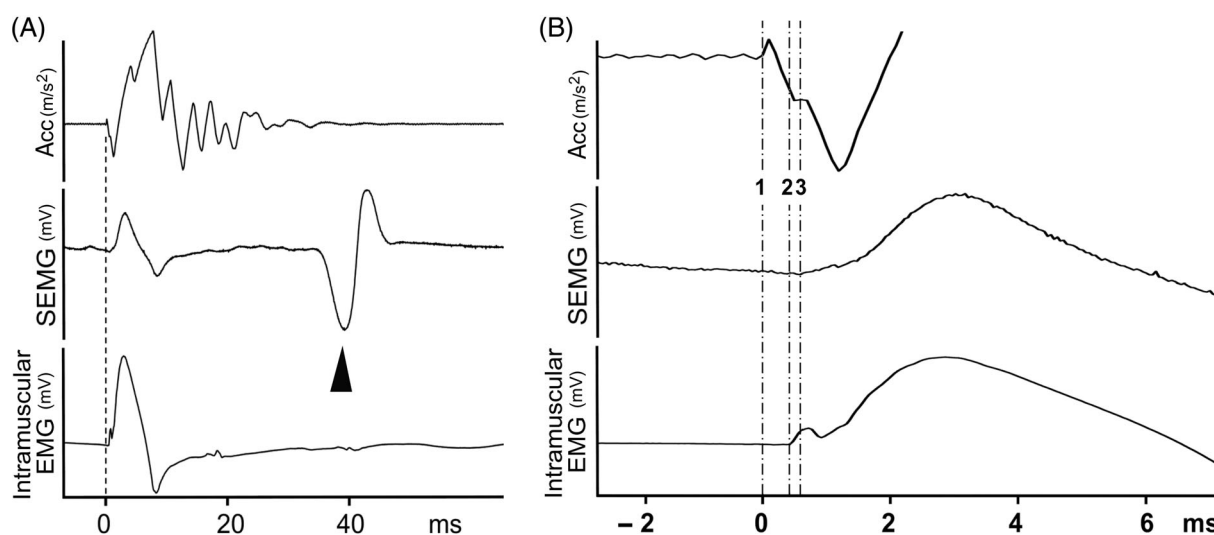 (A)
Acc (m/s²)
SEMG (mV)
Intramuscular
EMG (mV)
0 20 40 ms
(B)
Acc (m/s²)
1 2 3
SEMG (mV)
Intramuscular
EMG (mV)
– 2 0 2 4 6 ms